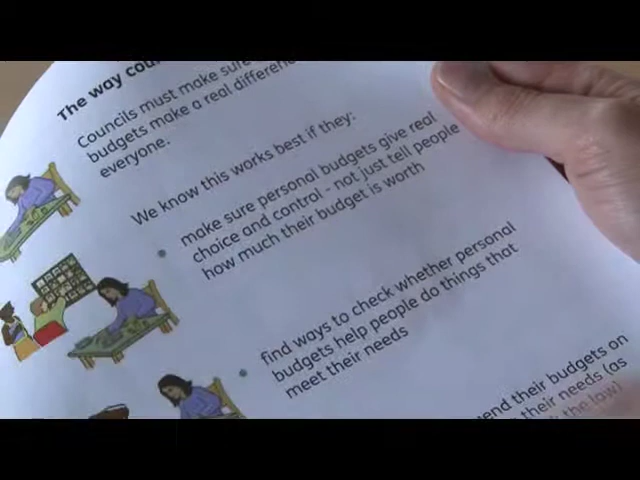 The way
Councils must make sure
budgets make a real difference
everyone.
We know this works best if they:
• make sure personal budgets give real
choice and control - not just tell people
how much their budget is worth
• find ways to check whether personal
budgets help people do things that
meet their needs
their budgets on
their needs (as
the law)